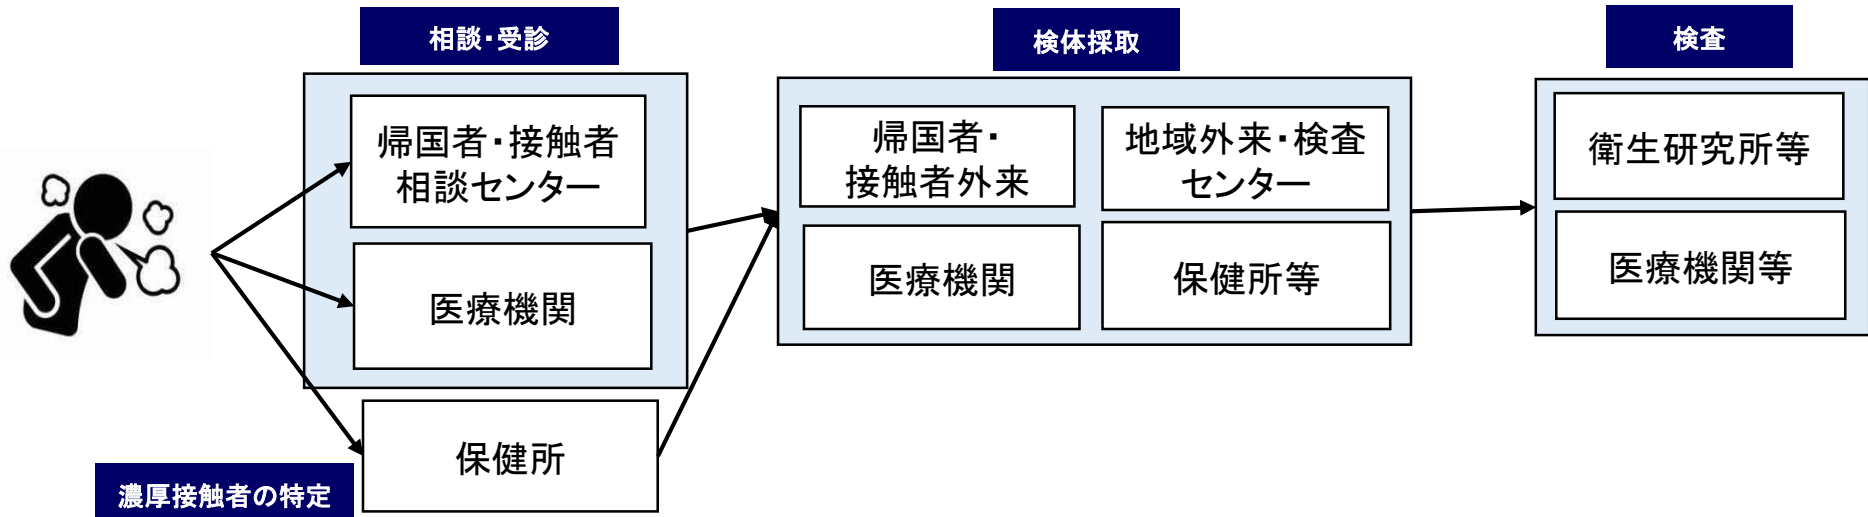 相談・受診
帰国者・接触者
相談センター
医療機関
保健所
濃厚接触者の特定
検体採取
帰国者・
接触者外来
地域外来・検査
センター
医療機関
保健所等
検査
衛生研究所等
医療機関等